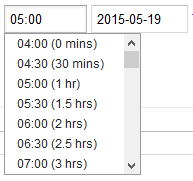 05:00 2015-05-19
04:00 (0 mins)
04:30 (30 mins)
05:00 (1 hr)
05:30 (1.5 hrs)
06:00 (2 hrs)
06:30 (2.5 hrs)
07:00 (3 hrs)